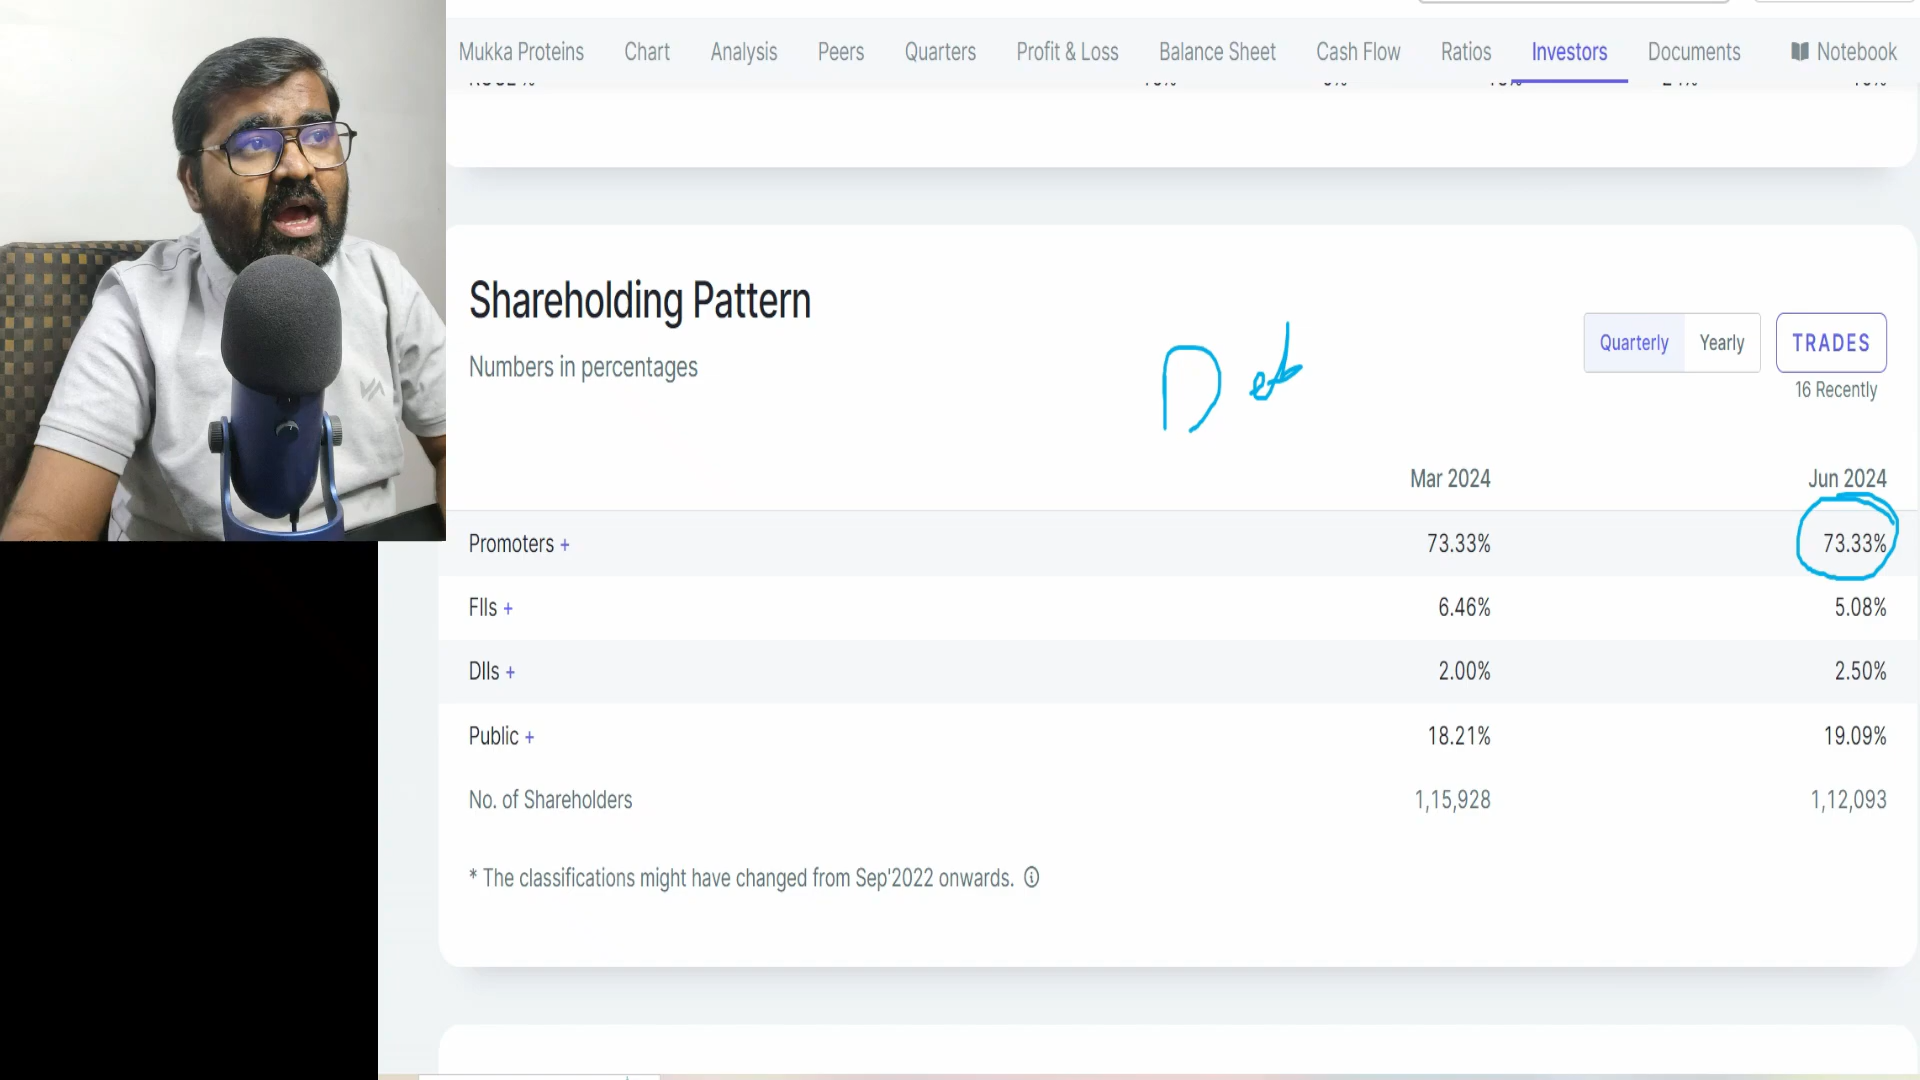 Mukka Proteins Chart Analysis Peers Quarters Profit & Loss Balance Sheet Cash Flow Ratios Investors Documents Notebook
Shareholding Pattern
Numbers in percentages
Quarterly Yearly TRADES
16 Recently
Mar 2024 Jun 2024
Promoters + 73.33% 73.33%
FIIs + 6.46% 5.08%
DIIs + 2.00% 2.50%
Public + 18.21% 19.09%
No. of Shareholders 1,15,928 1,12,093
* The classifications might have changed from Sep'2022 onwards.